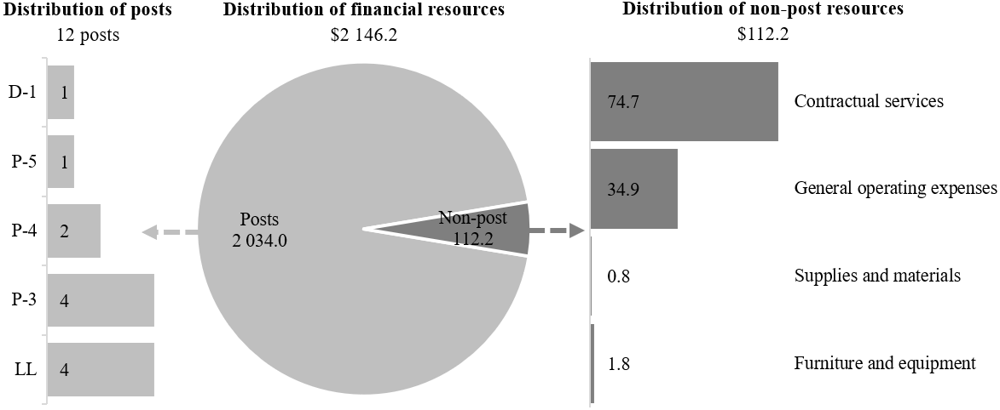 Distribution of posts
12 posts
D-1
1
P-5
1
P-4
2
P-3
4
LL
4
Distribution of financial resources
$2 146.2
Posts
2 034.0
Non-post
112.2
Distribution of non-post resources
$112.2
74.7
Contractual services
34.9
General operating expenses
0.8
Supplies and materials
1.8
Furniture and equipment